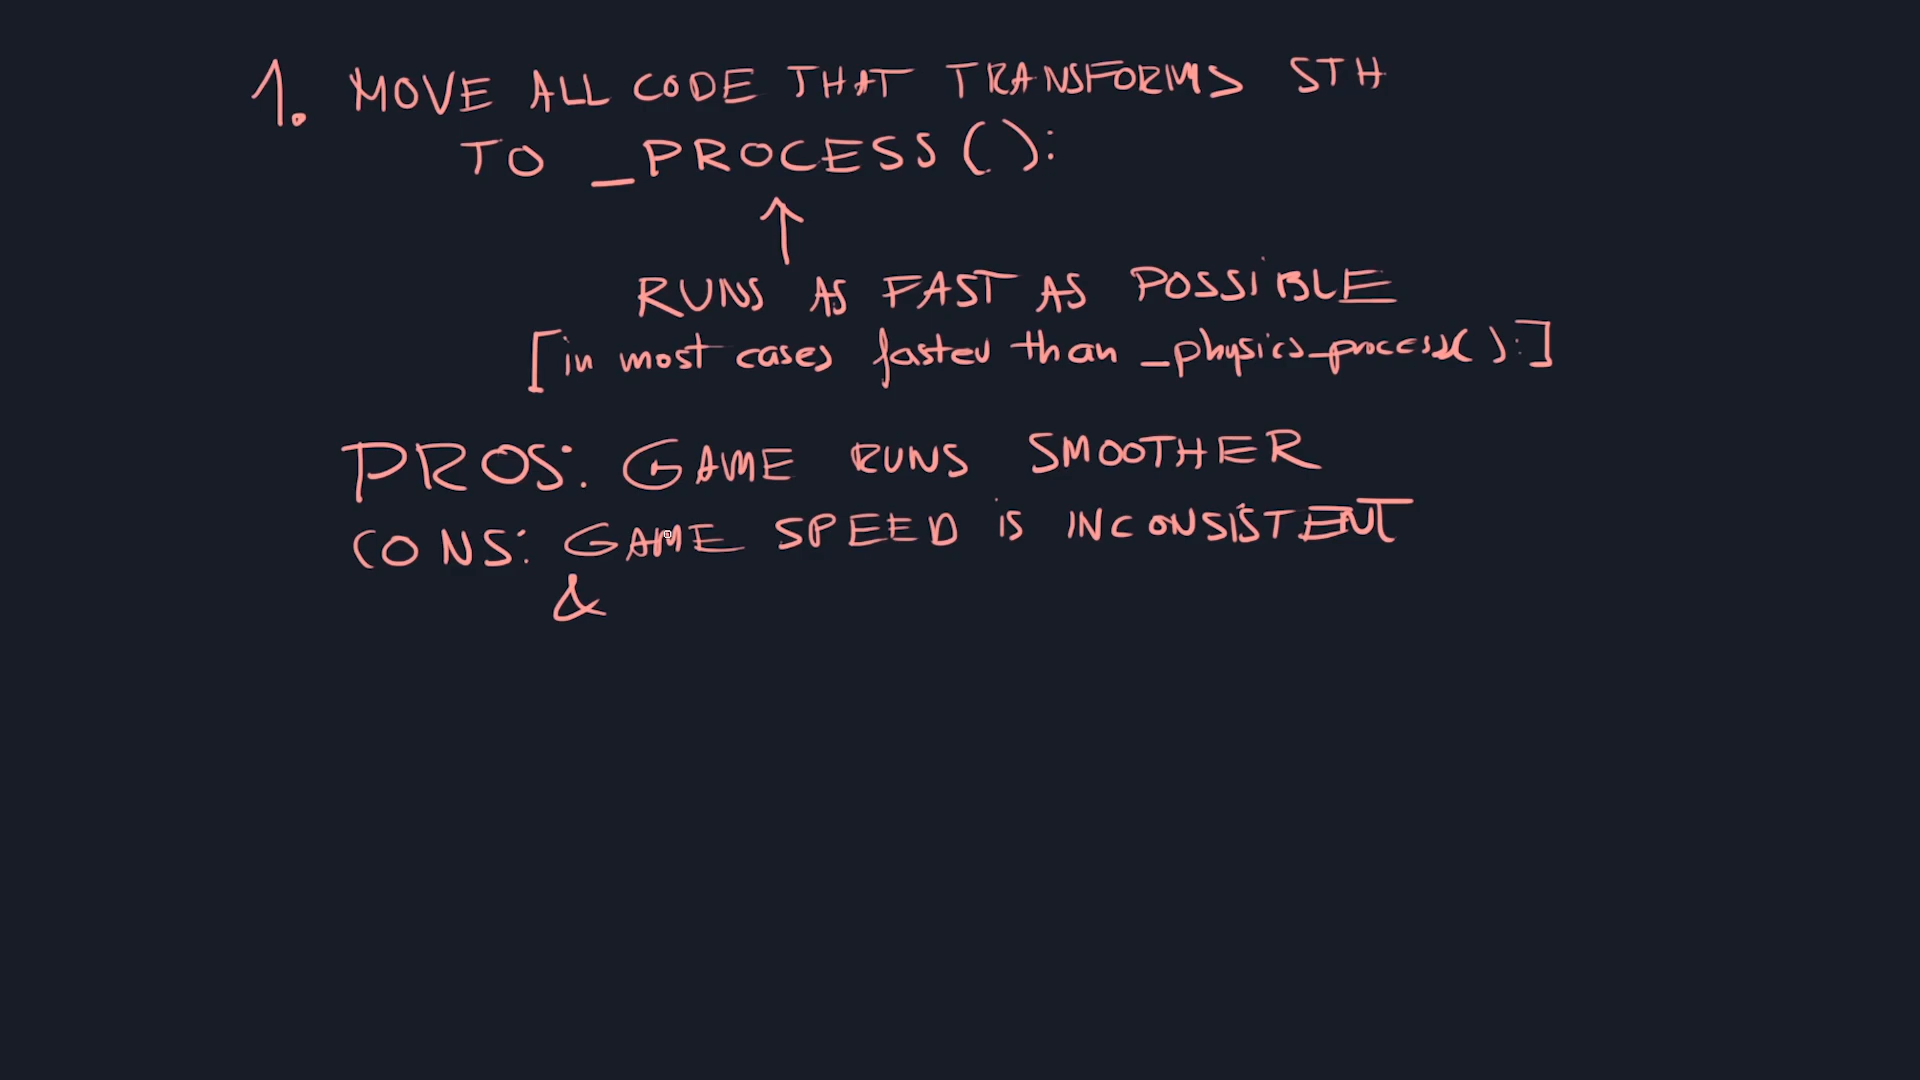 1. MOVE ALL CODE THAT TRANSFORMS STH
TO _PROCESS():
RUNS AS FAST AS POSSIBLE
[in most cases faster than _physics_process():]
PROS: GAME RUNS SMOOTHER
CONS: GAME SPEED IS INCONSISTENT
&